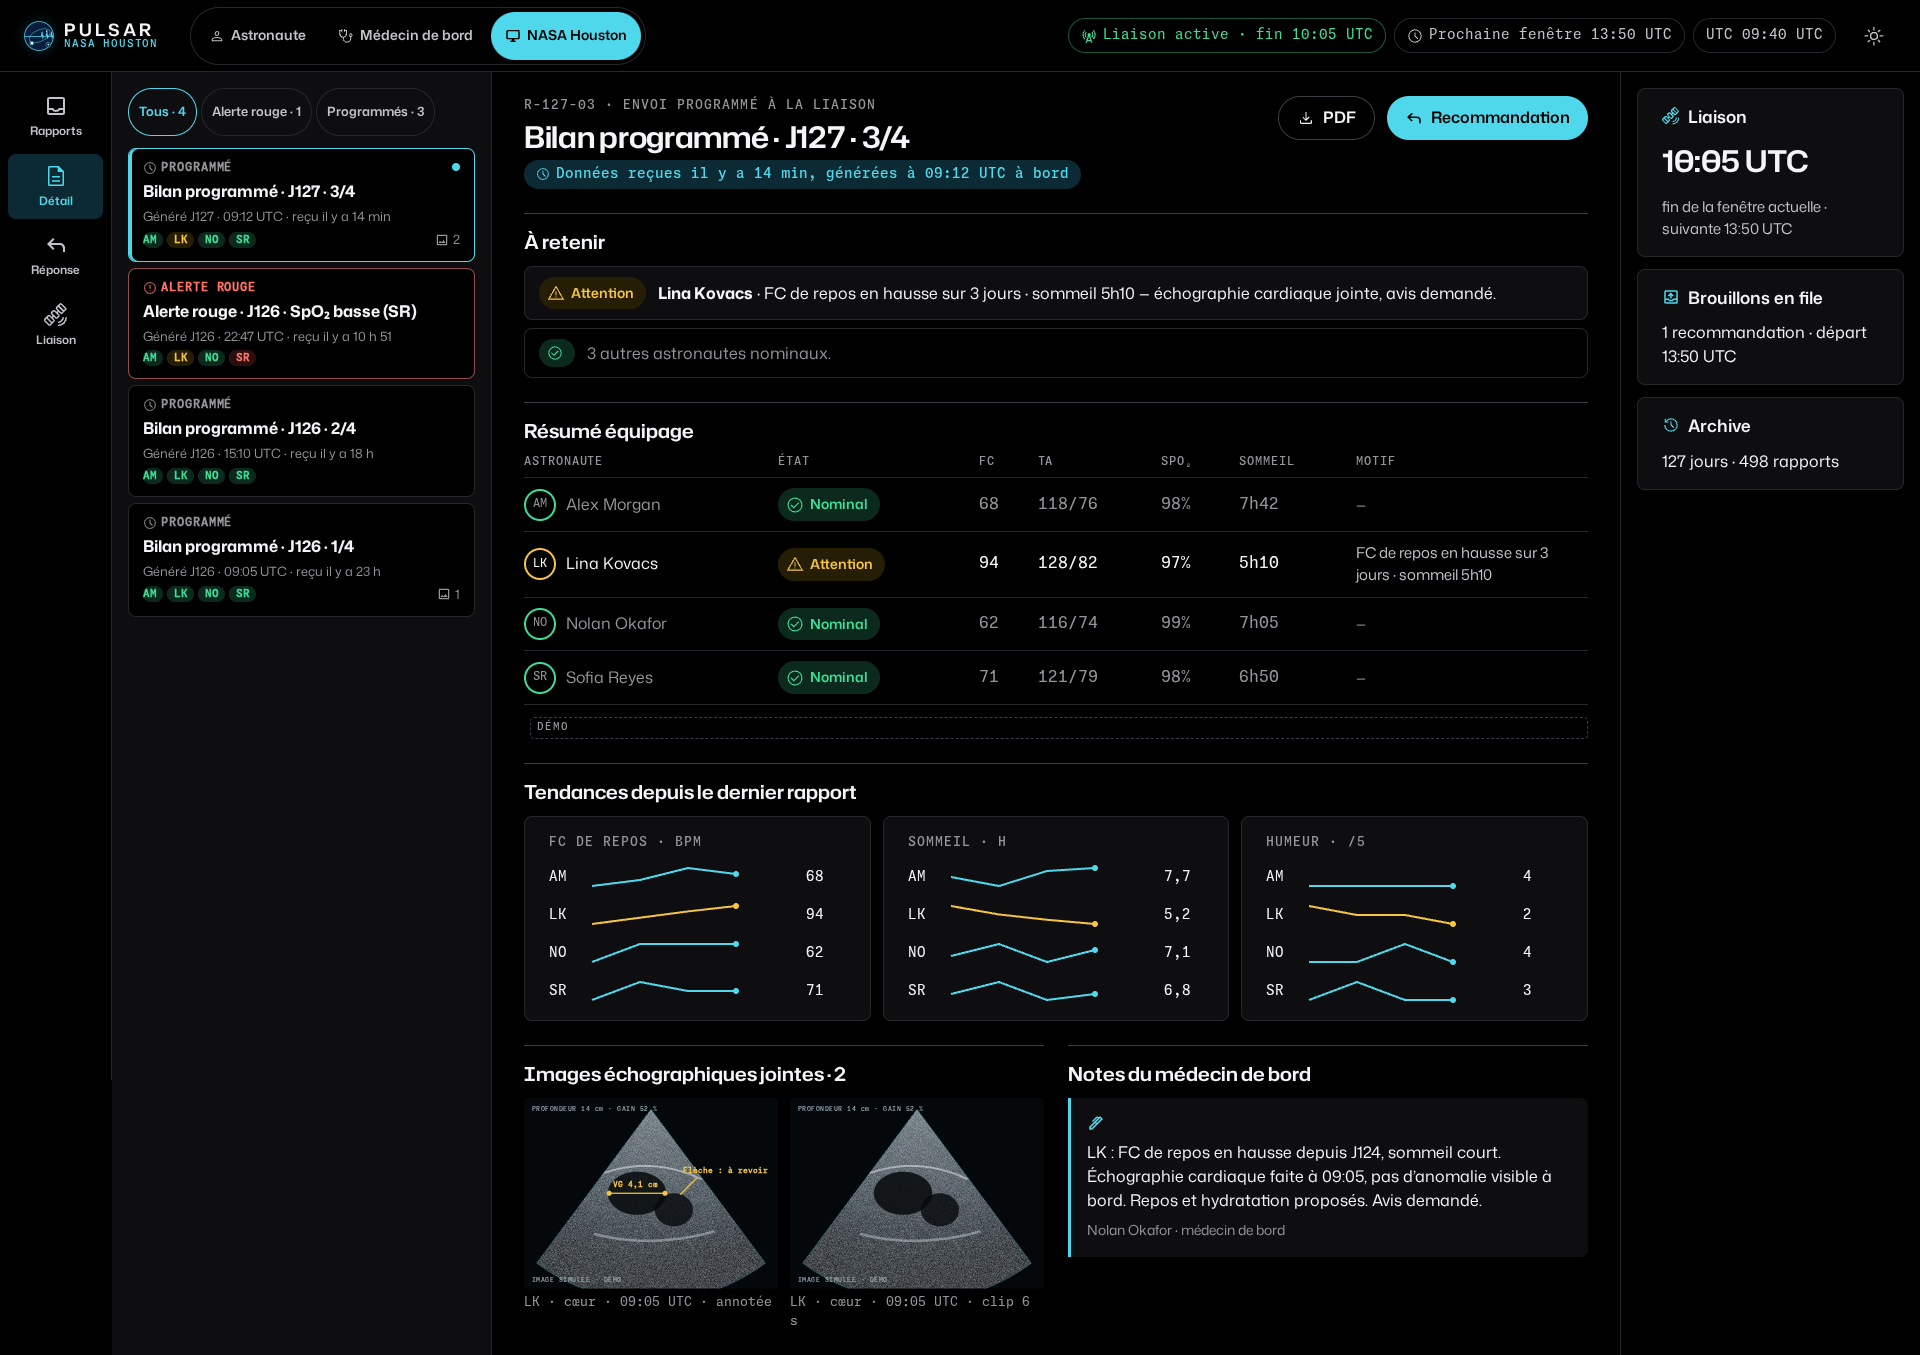 PULSAR
NASA HOUSTON
Astronaute
Médecin de bord
NASA Houston
Liaison active · fin 10:05 UTC
Prochaine fenêtre 13:50 UTC
UTC 09:40 UTC
Rapports
Détail
Réponse
Liaison
Tous · 4
Alerte rouge · 1
Programmés · 3
PROGRAMMÉ
Bilan programmé · J127 · 3/4
Généré J127 · 09:12 UTC · reçu il y a 14 min
AM LK NO SR
2
ALERTE ROUGE
Alerte rouge · J126 · SpO₂ basse (SR)
Généré J126 · 22:47 UTC · reçu il y a 10 h 51
AM LK NO SR
PROGRAMMÉ
Bilan programmé · J126 · 2/4
Généré J126 · 15:10 UTC · reçu il y a 18 h
AM LK NO SR
PROGRAMMÉ
Bilan programmé · J126 · 1/4
Généré J126 · 09:05 UTC · reçu il y a 23 h
AM LK NO SR
1
R-127-03 · ENVOI PROGRAMMÉ À LA LIAISON
Bilan programmé · J127 · 3/4
Données reçues il y a 14 min, générées à 09:12 UTC à bord
PDF
Recommandation
À retenir
Attention
Lina Kovacs · FC de repos en hausse sur 3 jours · sommeil 5h10 — échographie cardiaque jointe, avis demandé.
3 autres astronautes nominaux.
Résumé équipage
ASTRONAUTE ÉTAT FC TA SPO₂ SOMMEIL MOTIF
AM Alex Morgan Nominal 68 118/76 98% 7h42 —
LK Lina Kovacs Attention 94 128/82 97% 5h10 FC de repos en hausse sur 3
jours · sommeil 5h10
NO Nolan Okafor Nominal 62 116/74 99% 7h05 —
SR Sofia Reyes Nominal 71 121/79 98% 6h50 —
DÉMO
Tendances depuis le dernier rapport
FC DE REPOS · BPM
AM 68
LK 94
NO 62
SR 71
SOMMEIL · H
AM 7,7
LK 5,2
NO 7,1
SR 6,8
HUMEUR · /5
AM 4
LK 2
NO 4
SR 3
Images échographiques jointes · 2
PROFONDEUR 14 cm · GAIN 52 %
Flèche : à revoir
VG 4,1 cm
IMAGE SIMULÉE · DÉMO
LK · cœur · 09:05 UTC · annotée
PROFONDEUR 14 cm · GAIN 52 %
IMAGE SIMULÉE · DÉMO
LK · cœur · 09:05 UTC · clip 6
s
Notes du médecin de bord
LK : FC de repos en hausse depuis J124, sommeil court.
Échographie cardiaque faite à 09:05, pas d'anomalie visible à
bord. Repos et hydratation proposés. Avis demandé.
Nolan Okafor · médecin de bord
Liaison
10:05 UTC
fin de la fenêtre actuelle ·
suivante 13:50 UTC
Brouillons en file
1 recommandation · départ
13:50 UTC
Archive
127 jours · 498 rapports